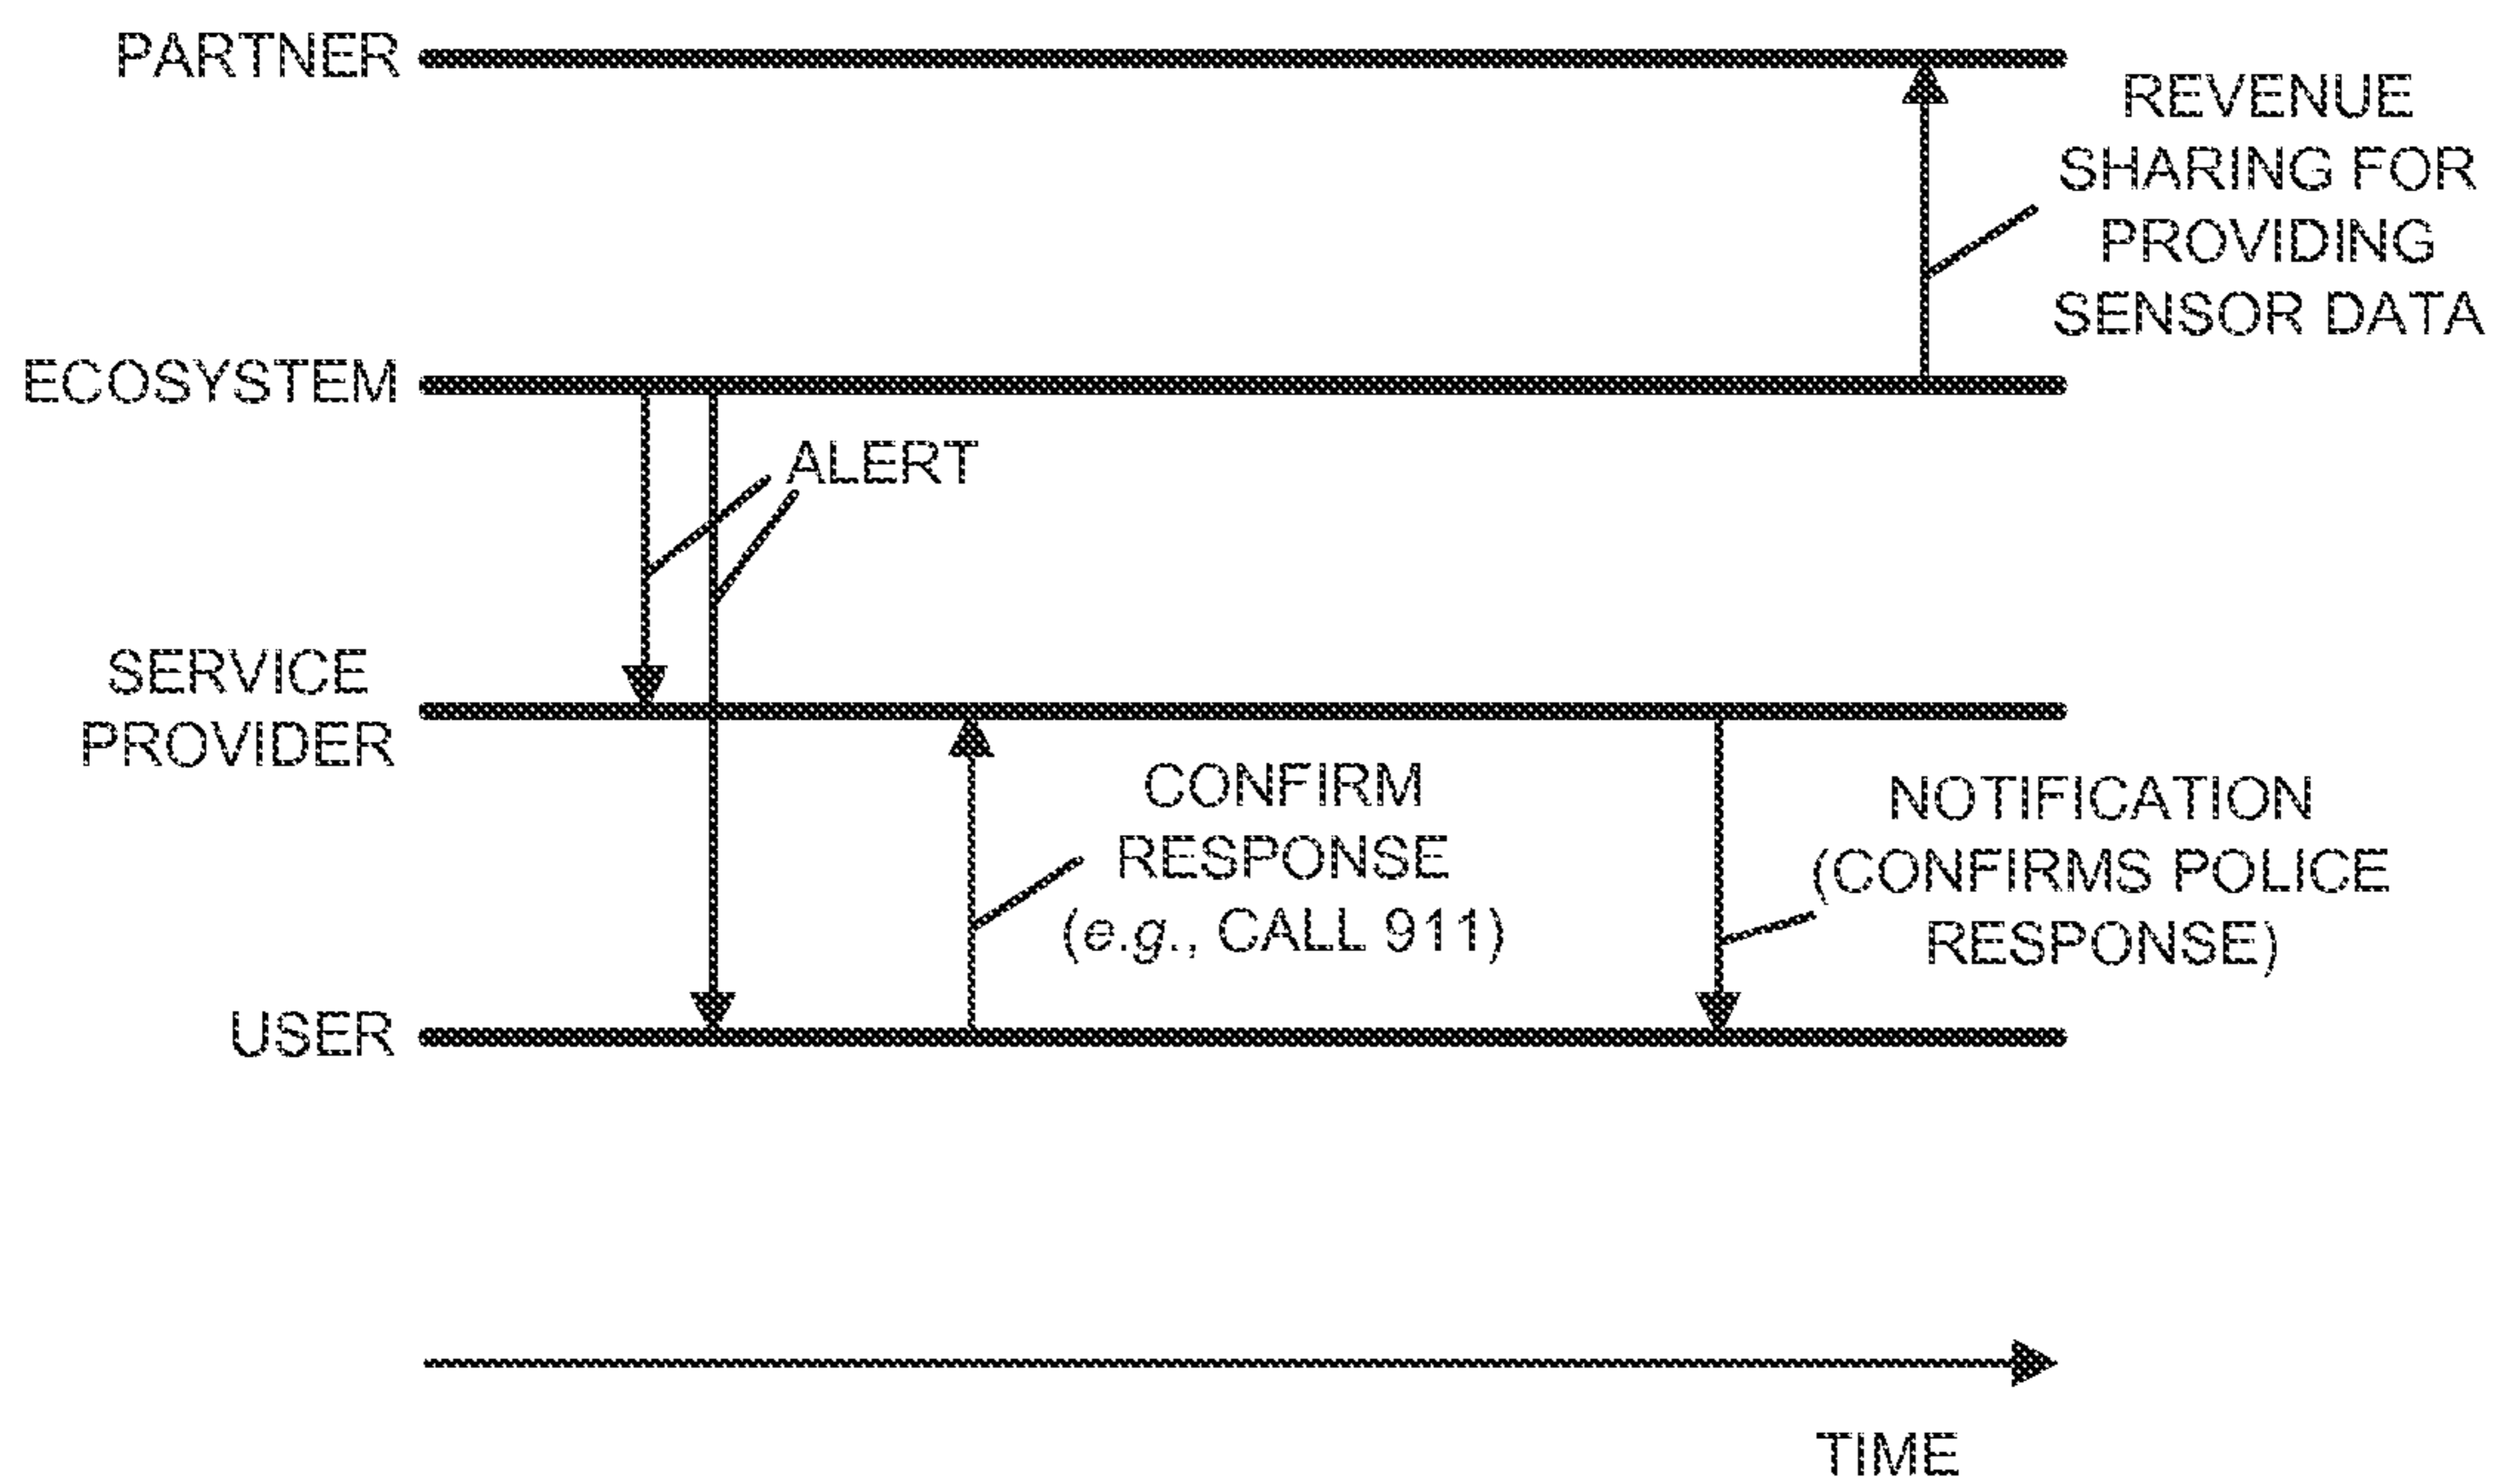 PARTNER
REVENUE
SHARING FOR
PROVIDING
SENSOR DATA
ECOSYSTEM
ALERT
SERVICE
PROVIDER
CONFIRM
RESPONSE
(e.g., CALL 911)
NOTIFICATION
(CONFIRMS POLICE
RESPONSE)
USER
TIME